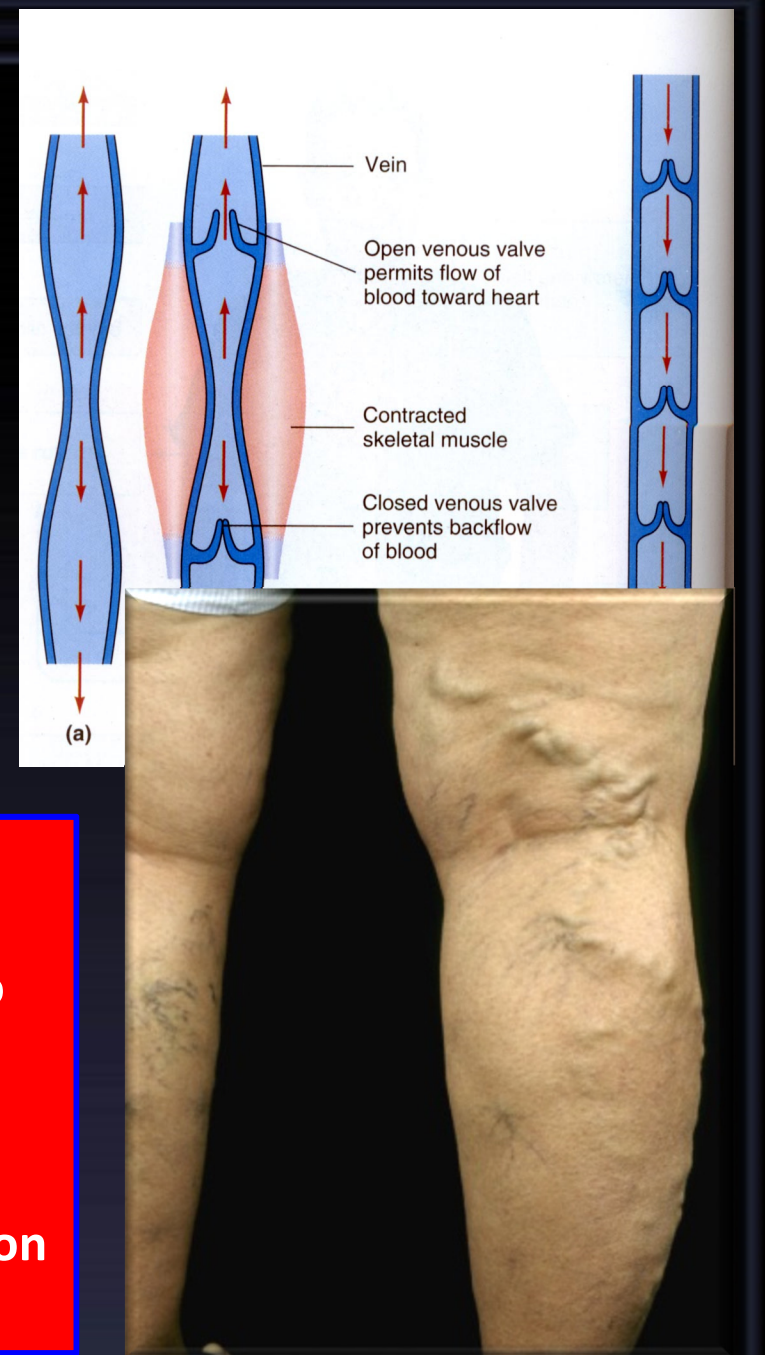 Vein
Open venous valve
permits flow of
blood toward heart
Contracted
skeletal muscle
Closed venous valve
prevents backflow
of blood
(a)